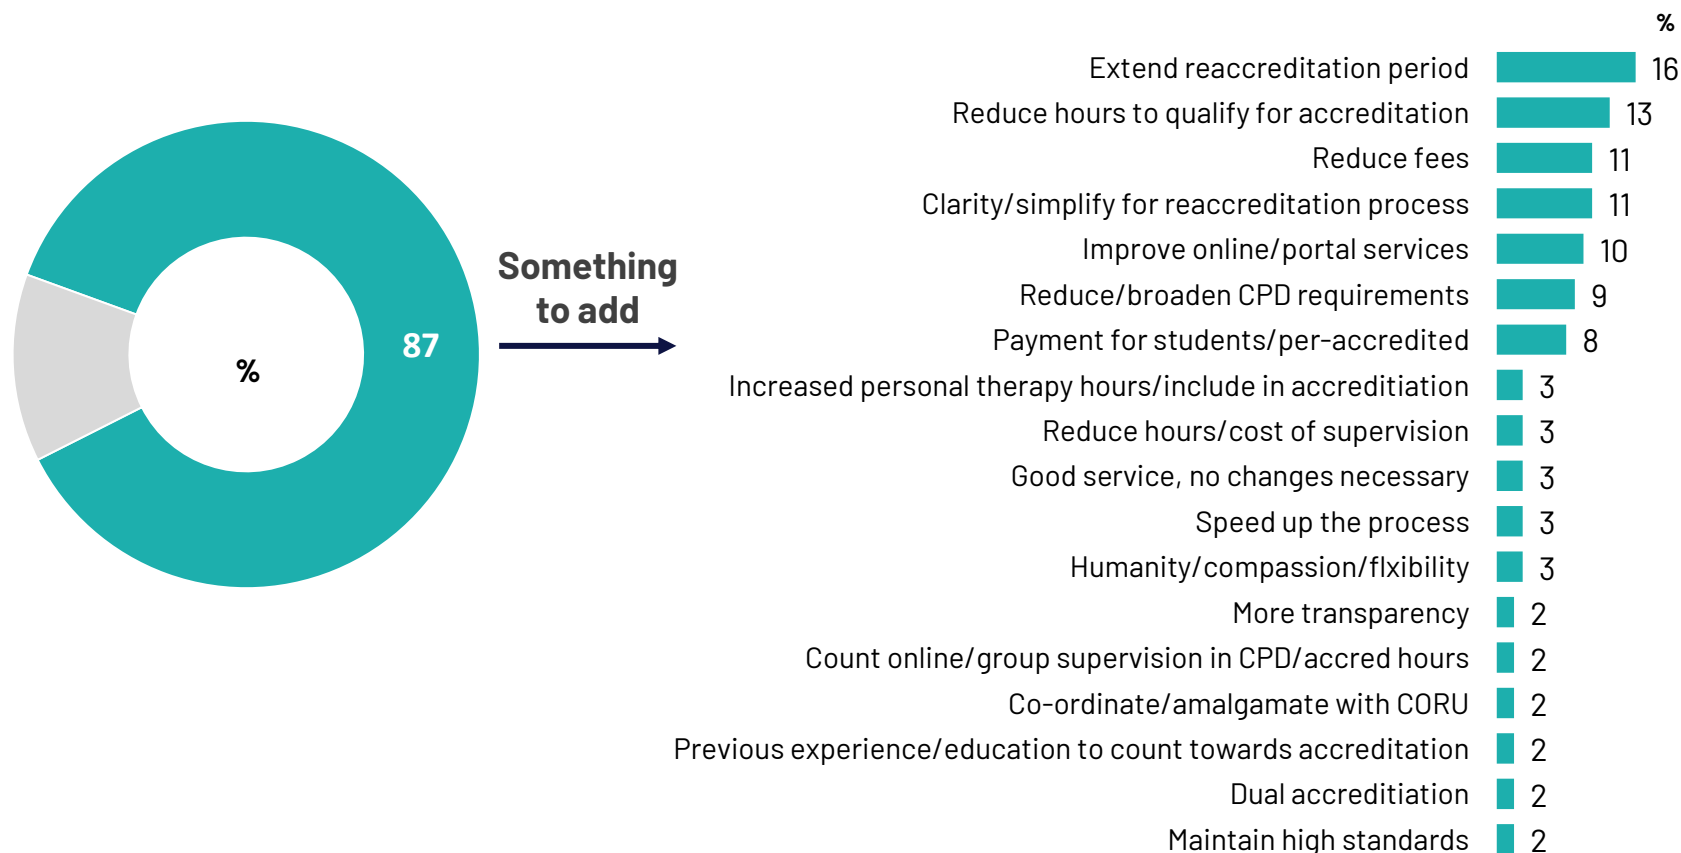 %
Extend reaccreditation period 16
Reduce hours to qualify for accreditation 13
Reduce fees 11
Clarity/simplify for reaccreditation process 11
Improve online/portal services 10
Reduce/broaden CPD requirements 9
Payment for students/per-accredited 8
Increased personal therapy hours/include in accreditiation 3
Reduce hours/cost of supervision 3
Good service, no changes necessary 3
Speed up the process 3
Humanity/compassion/flxibility 3
More transparency 2
Count online/group supervision in CPD/accred hours 2
Co-ordinate/amalgamate with CORU 2
Previous experience/education to count towards accreditation 2
Dual accreditiation 2
Maintain high standards 2
87
%
Something
to add